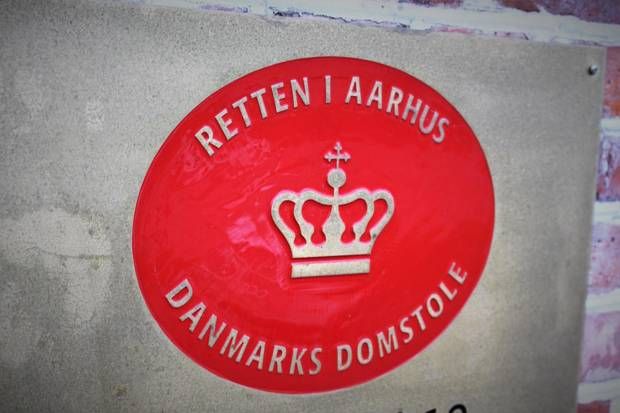 RETTEN I AARHUS
DANMARKS DOMSTOLE